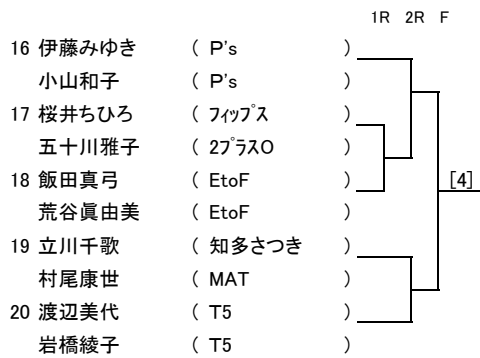 1R 2R F
16 伊藤みゆき ( P's )
小山和子 ( P's )
17 桜井ちひろ ( フィップス )
五十川雅子 ( 2プラスO )
18 飯田真弓 ( EtoF )
[4]
荒谷眞由美 ( EtoF )
19 立川千歌 ( 知多さつき )
村尾康世 ( MAT )
20 渡辺美代 ( T5 )
岩橋綾子 ( T5 )